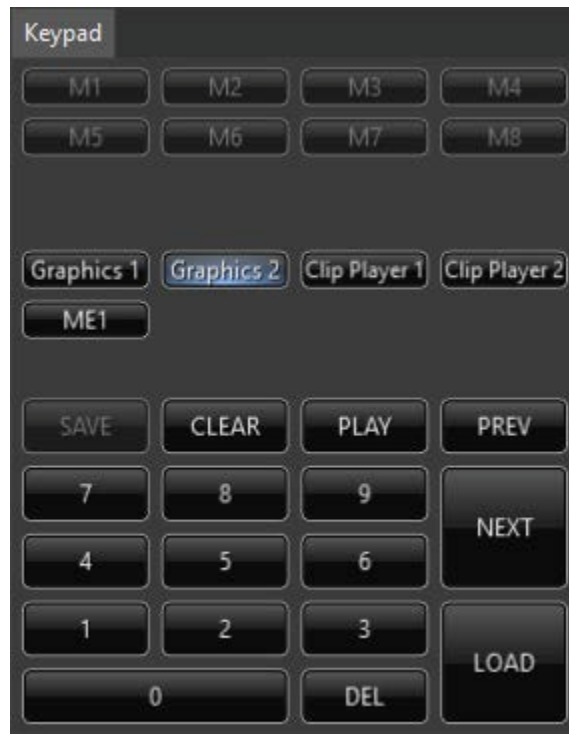 Keypad
M1 M2 M3 M4
M5 M6 M7 M8
Graphics 1 Graphics 2 Clip Player 1 Clip Player 2
ME1
SAVE CLEAR PLAY PREV
7 8 9
NEXT
4 5 6
1 2 3
LOAD
0 DEL